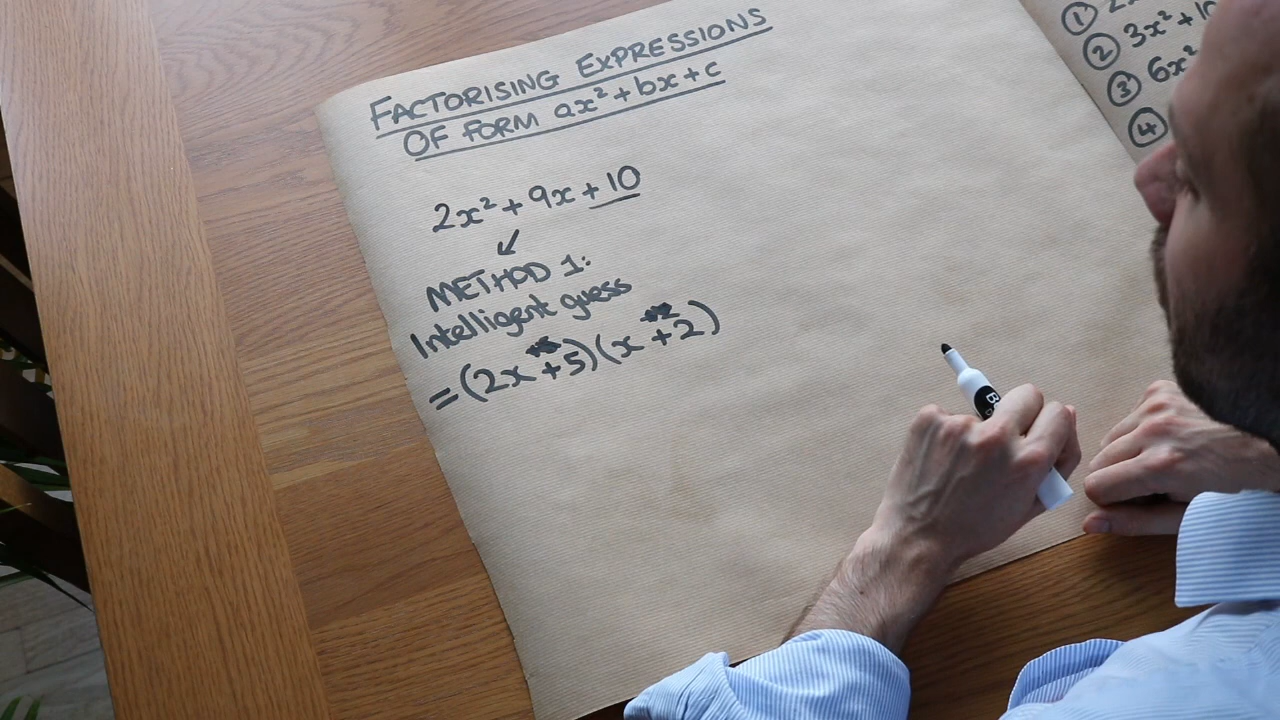 FACTORISING EXPRESSIONS
OF FORM ax² + bx + c
2x² + 9x + 10
METHOD 1:
Intelligent guess
= (2x + 5)(x + 2)
①
② 3x² + 10
③ 6x²
④